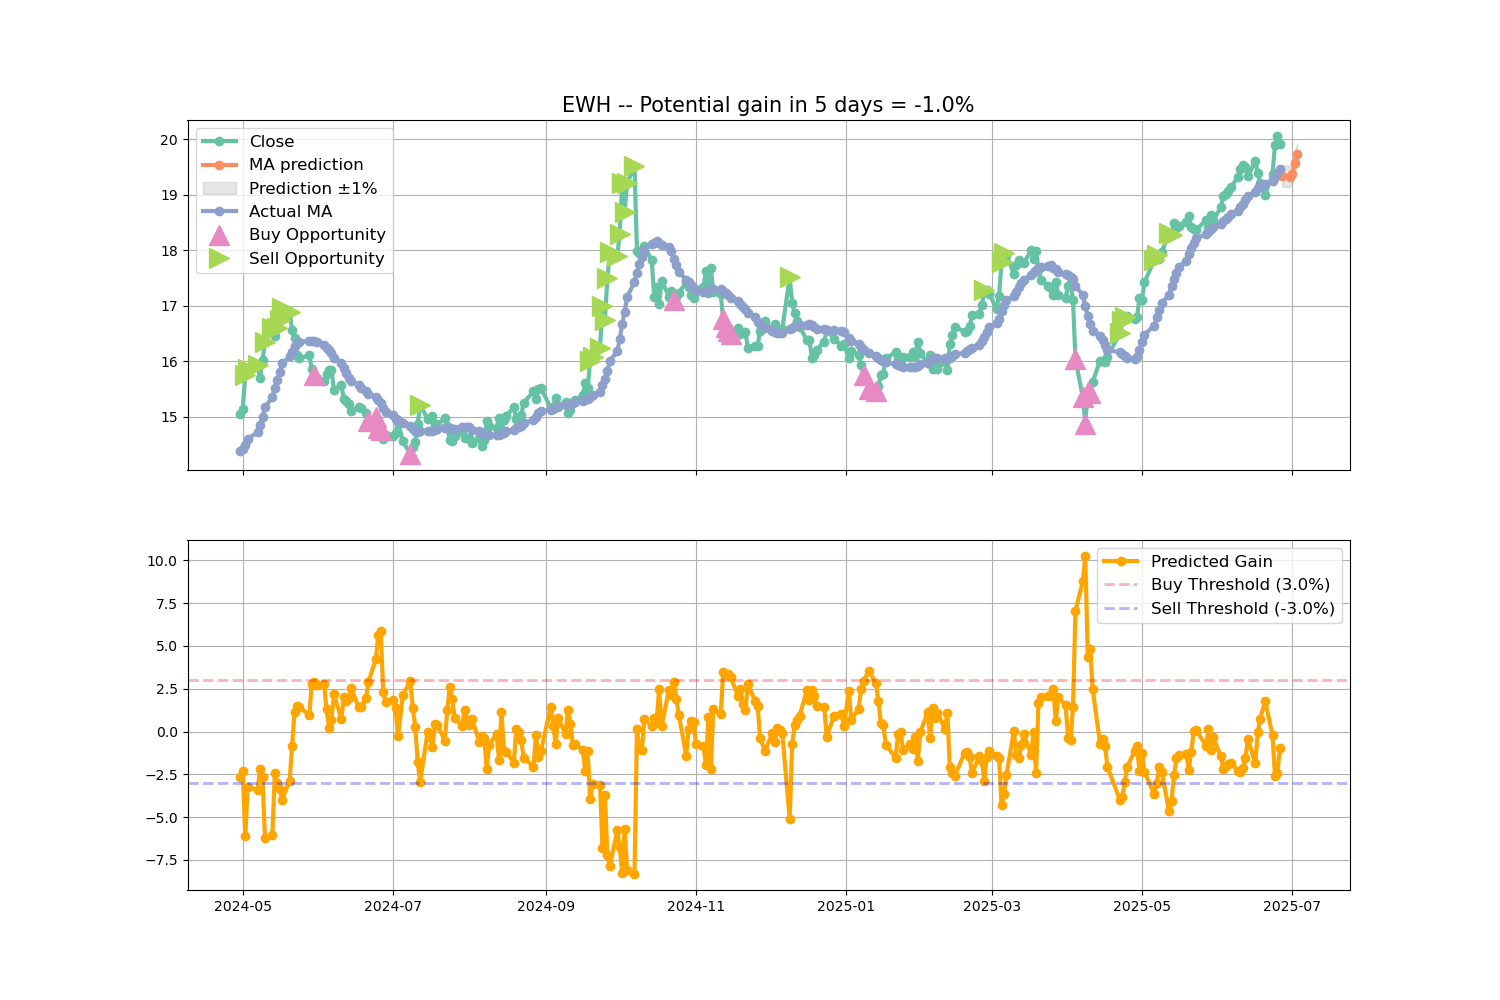 EWH -- Potential gain in 5 days = -1.0%
20
19
18
17
16
15
Close
MA prediction
Prediction ±1%
Actual MA
Buy Opportunity
Sell Opportunity
10.0
7.5
5.0
2.5
0.0
−2.5
−5.0
−7.5
Predicted Gain
Buy Threshold (3.0%)
Sell Threshold (-3.0%)
2024-05
2024-07
2024-09
2024-11
2025-01
2025-03
2025-05
2025-07